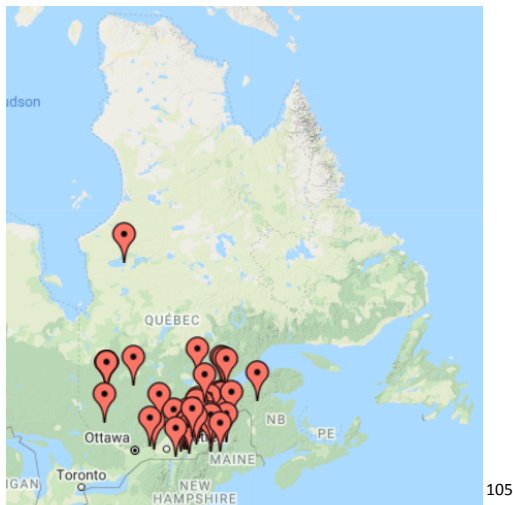 udson
QUÉBEC
Ottawa
NB
PE
MAINE
Toronto
IGAN
NEW
HAMPSHIRE
105